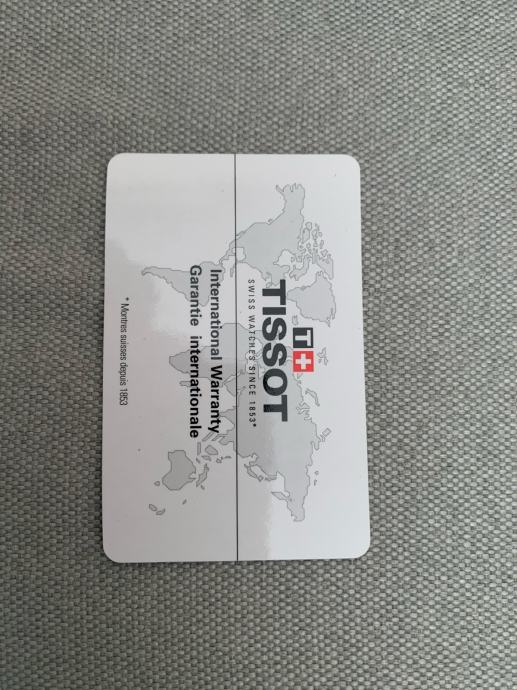 T+
TISSOT
SWISS WATCHES SINCE 1853*
International Warranty
Garantie internationale
* Montres suisses depuis 1853